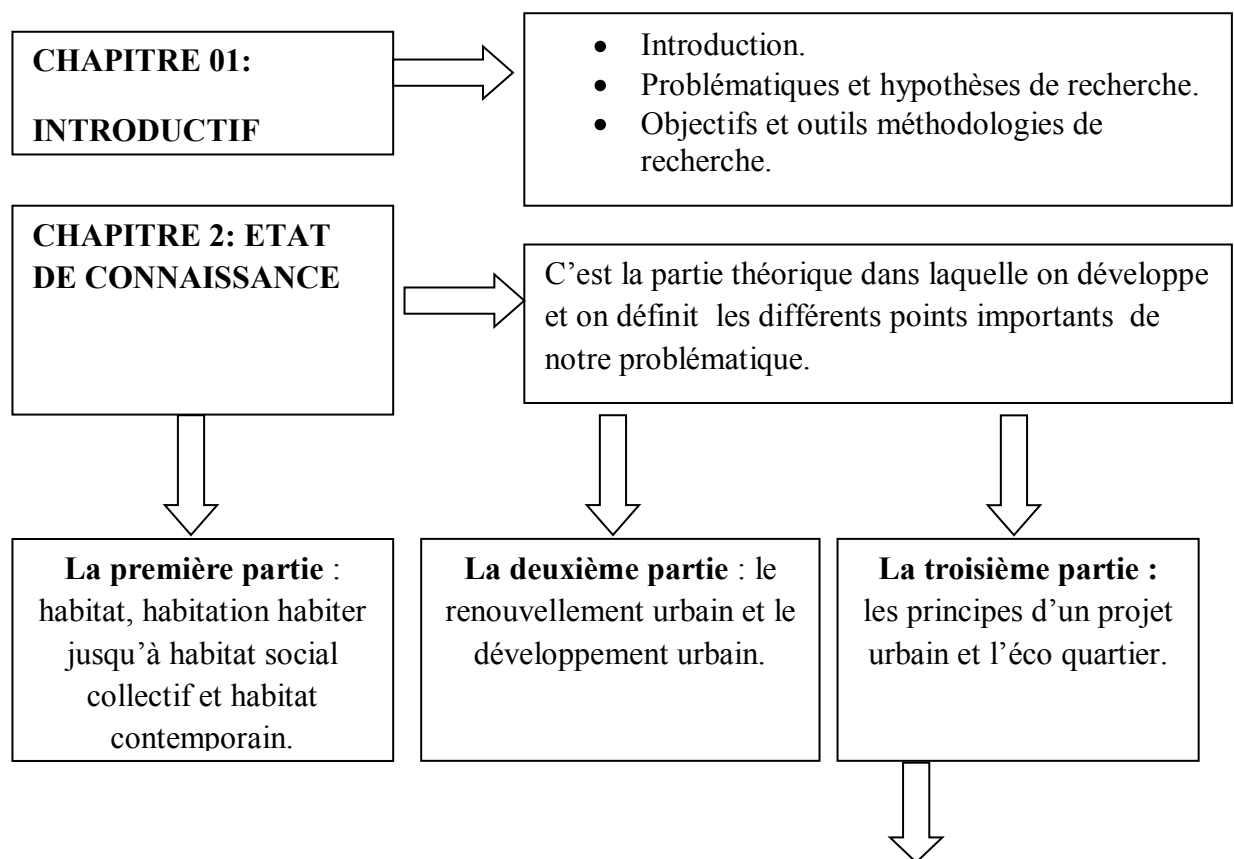 CHAPITRE 01:
INTRODUCTIF
• Introduction.
• Problématiques et hypothèses de recherche.
• Objectifs et outils méthodologies de
recherche.
CHAPITRE 2: ETAT
DE CONNAISSANCE
C’est la partie théorique dans laquelle on développe
et on définit les différents points importants de
notre problématique.
La première partie :
habitat, habitation habiter
jusqu’à habitat social
collectif et habitat
contemporain.
La deuxième partie : le
renouvellement urbain et le
développement urbain.
La troisième partie :
les principes d’un projet
urbain et l’éco quartier.